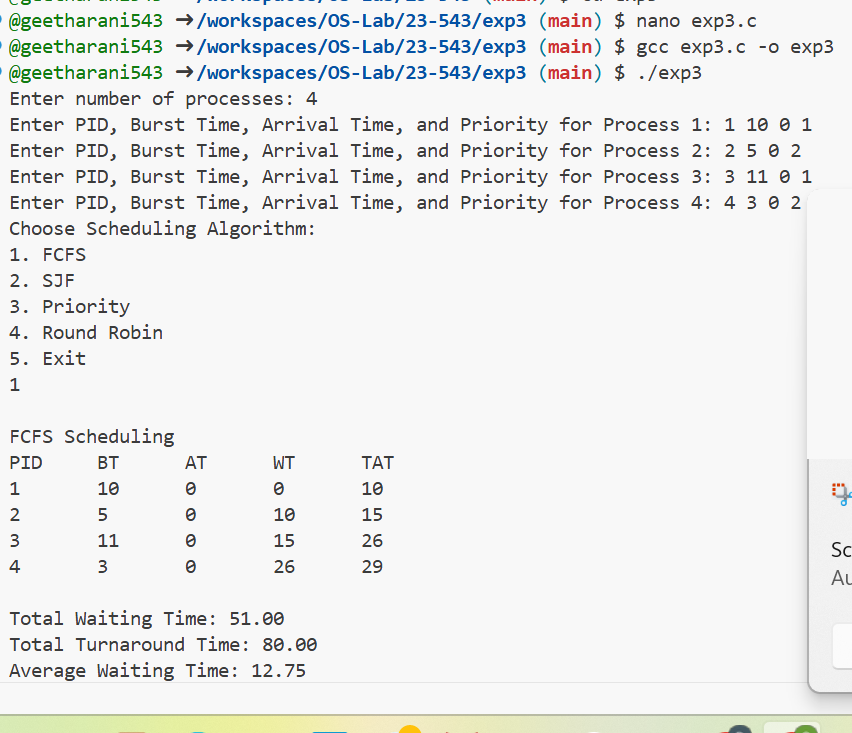 @geetharani543 →/workspaces/OS-Lab/23-543/exp3 (main) $ nano exp3.c
@geetharani543 →/workspaces/OS-Lab/23-543/exp3 (main) $ gcc exp3.c -o exp3
@geetharani543 →/workspaces/OS-Lab/23-543/exp3 (main) $ ./exp3
Enter number of processes: 4
Enter PID, Burst Time, Arrival Time, and Priority for Process 1: 1 10 0 1
Enter PID, Burst Time, Arrival Time, and Priority for Process 2: 2 5 0 2
Enter PID, Burst Time, Arrival Time, and Priority for Process 3: 3 11 0 1
Enter PID, Burst Time, Arrival Time, and Priority for Process 4: 4 3 0 2
Choose Scheduling Algorithm:
1. FCFS
2. SJF
3. Priority
4. Round Robin
5. Exit
1
FCFS Scheduling
PID BT AT WT TAT
1 10 0 0 10
2 5 0 10 15
3 11 0 15 26
4 3 0 26 29
Total Waiting Time: 51.00
Total Turnaround Time: 80.00
Average Waiting Time: 12.75
Sc
Au